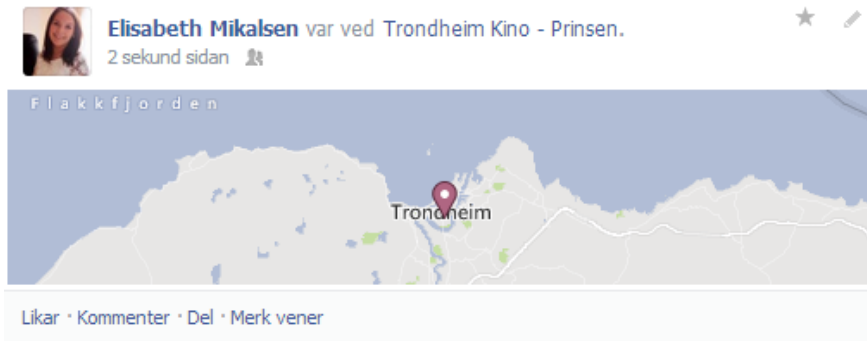 Elisabeth Mikalsen var ved Trondheim Kino - Prinsen.
2 sekund sidan
Flakkfjorden
Trondheim
Likar · Kommenter · Del · Merk vener